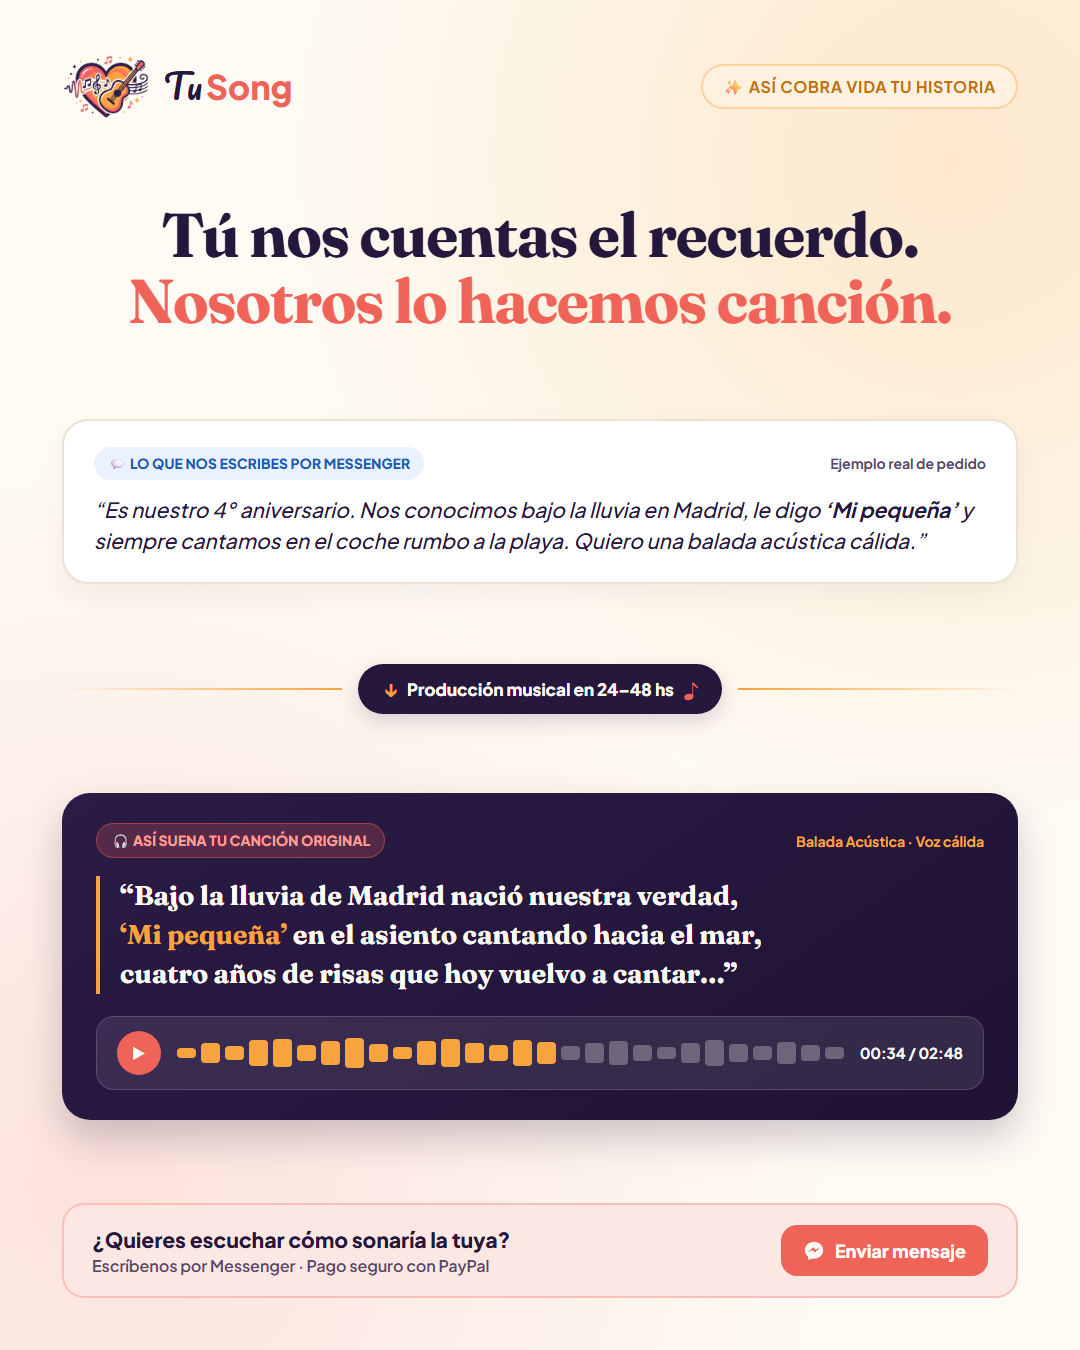 Tu Song
✨ ASÍ COBRA VIDA TU HISTORIA
Tú nos cuentas el recuerdo.
Nosotros lo hacemos canción.
💬 LO QUE NOS ESCRIBES POR MESSENGER
Ejemplo real de pedido
“Es nuestro 4° aniversario. Nos conocimos bajo la lluvia en Madrid, le digo ‘Mi pequeña’ y
siempre cantamos en el coche rumbo a la playa. Quiero una balada acústica cálida.”
↓ Producción musical en 24–48 hs ♪
🎧 ASÍ SUENA TU CANCIÓN ORIGINAL
Balada Acústica · Voz cálida
“Bajo la lluvia de Madrid nació nuestra verdad,
‘Mi pequeña’ en el asiento cantando hacia el mar,
cuatro años de risas que hoy vuelvo a cantar...”
00:34 / 02:48
¿Quieres escuchar cómo sonaría la tuya?
Escríbenos por Messenger · Pago seguro con PayPal
Enviar mensaje